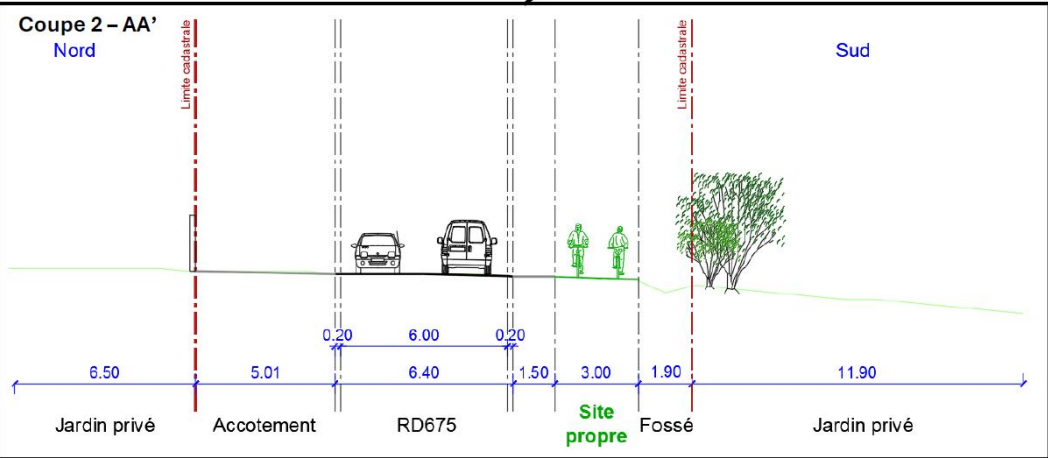 Coupe 2 – AA’
Nord
Sud
Limite cadastrale
Limite cadastrale
0.20 6.00 0.20
6.50 5.01 6.40 1.50 3.00 1.90 11.90
Jardin privé Accotement RD675 Site propre Fossé Jardin privé